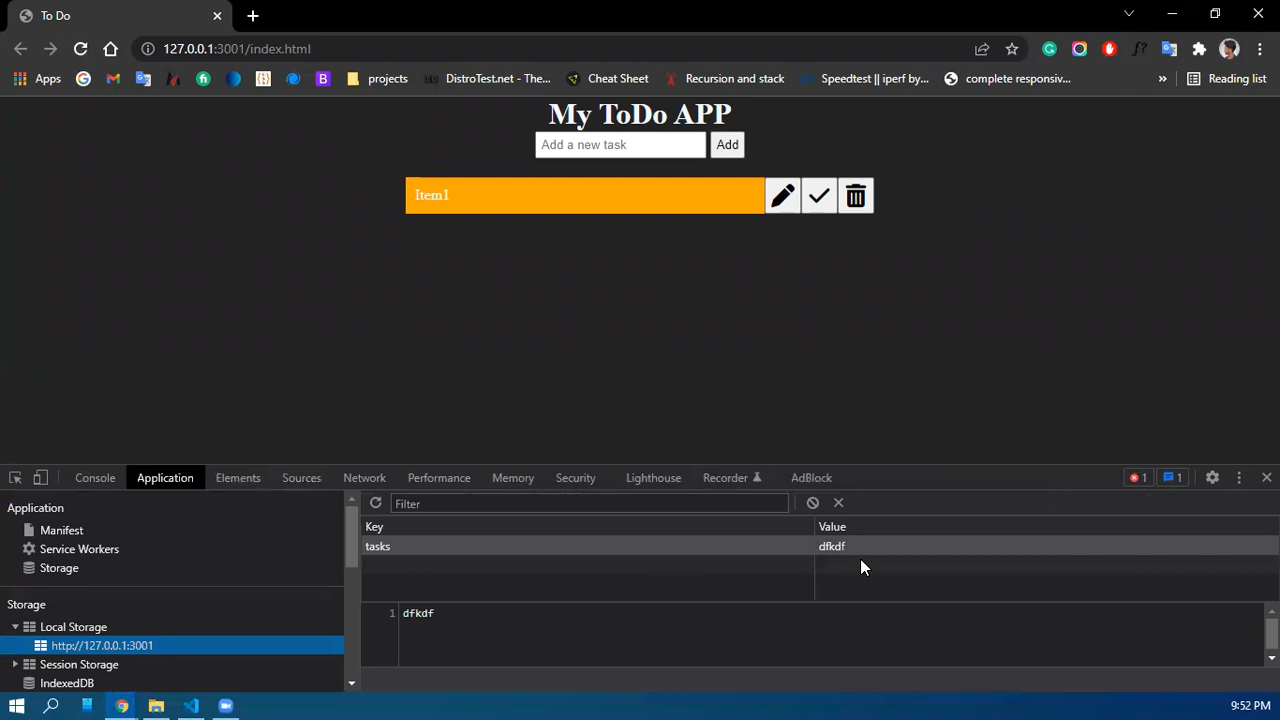 To Do
127.0.0.1:3001/index.html
Apps
projects
DistroTest.net - The...
Cheat Sheet
Recursion and stack
Speedtest || iperf by...
complete responsiv...
»
Reading list
My ToDo APP
Add a new task
Add
Item1
Console
Application
Elements
Sources
Network
Performance
Memory
Security
Lighthouse
Recorder
AdBlock
1
1
Application
Manifest
Service Workers
Storage
Storage
Local Storage
http://127.0.0.1:3001
Session Storage
IndexedDB
Filter
Key
Value
tasks
dfkdf
1
dfkdf
9:52 PM